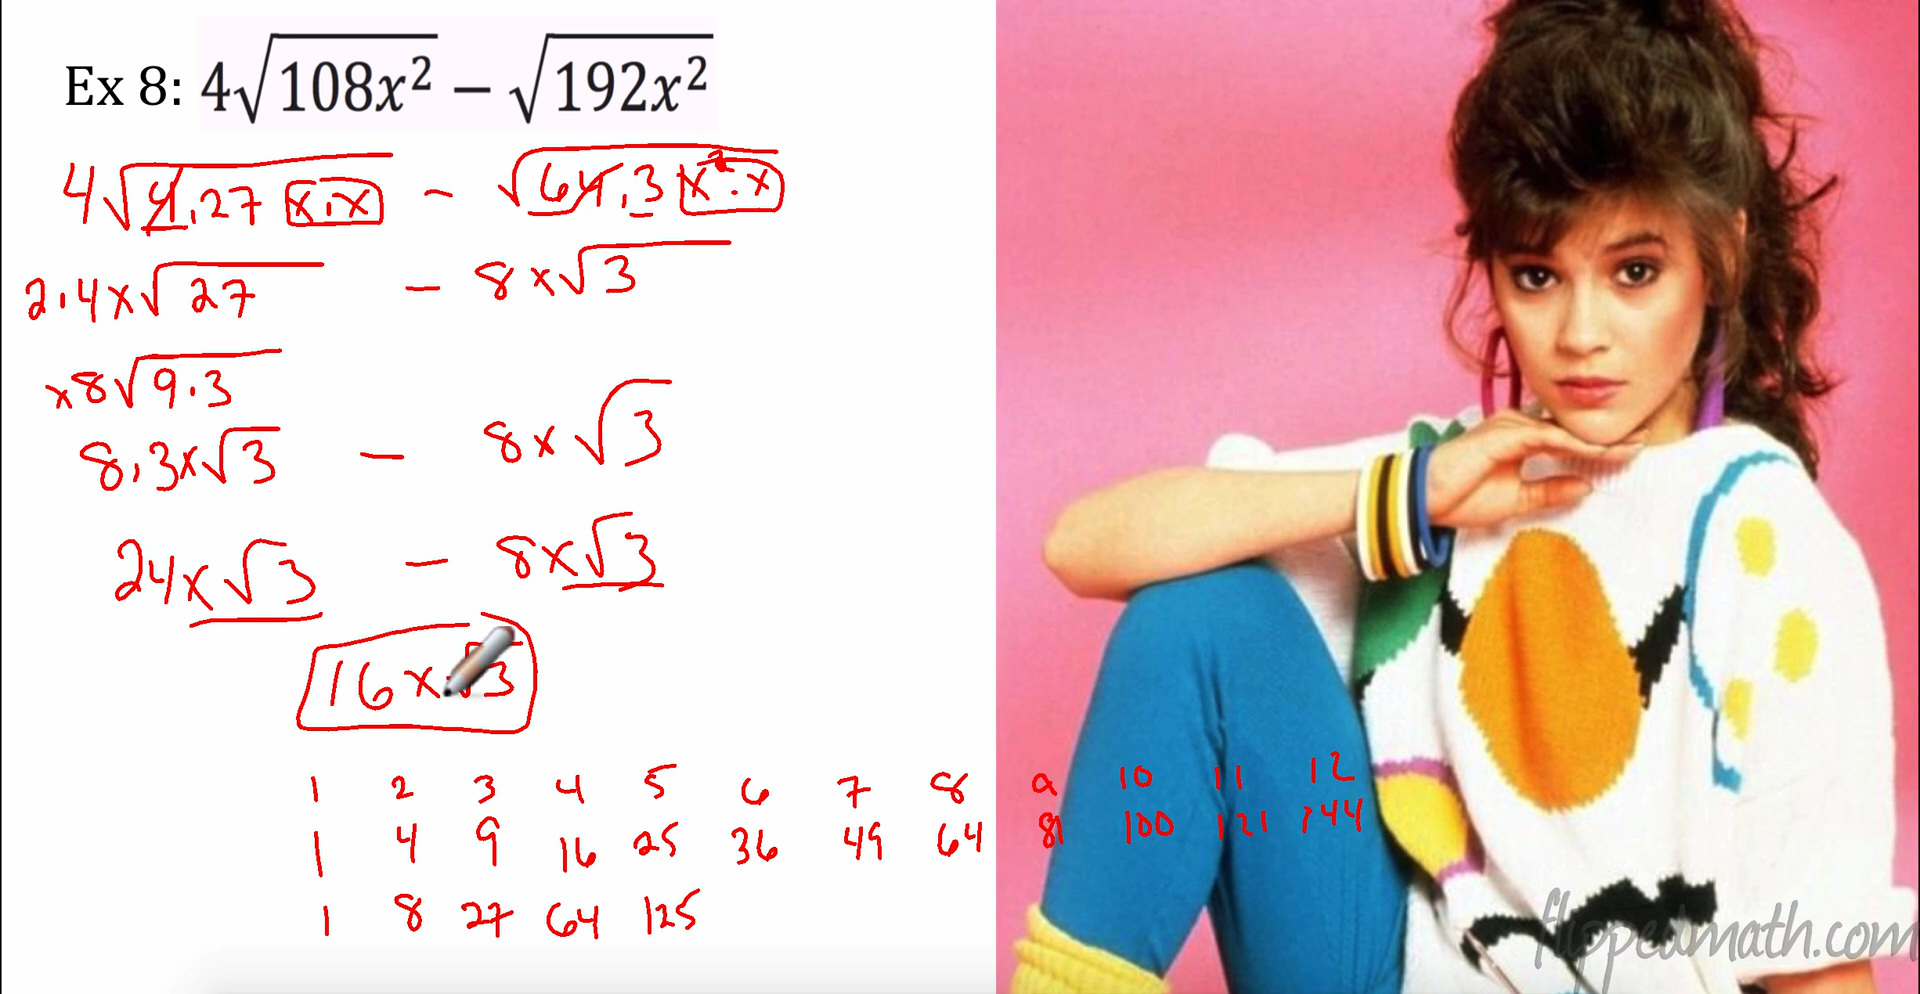 Ex 8: 4√108x² − √192x²
4√4.27 x.x − √64.3 x².x
2.4x√27 − 8x√3
x8√9.3
8.3x√3 − 8x√3
24x√3 − 8x√3
16x√3
1 2 3 4 5 6 7 8 9 10 11 12
1 4 9 16 25 36 49 64 81 100 121 144
1 8 27 64 125
flippedmath.com